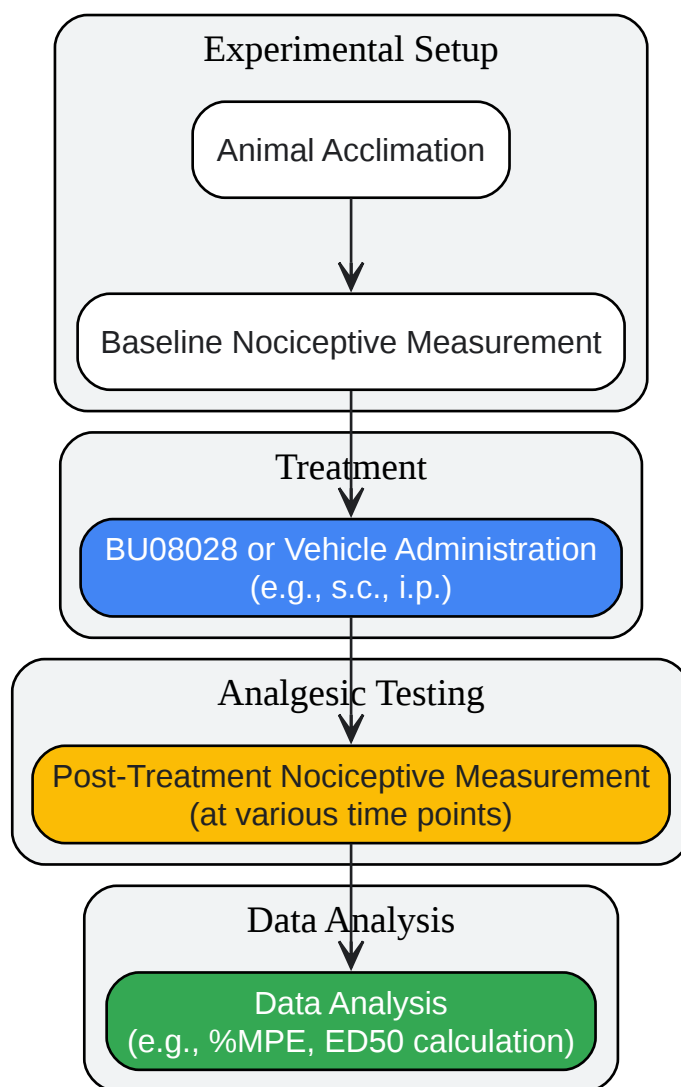 Experimental Setup
Animal Acclimation
Baseline Nociceptive Measurement
Treatment
BU08028 or Vehicle Administration
(e.g., s.c., i.p.)
Analgesic Testing
Post-Treatment Nociceptive Measurement
(at various time points)
Data Analysis
Data Analysis
(e.g., %MPE, ED50 calculation)